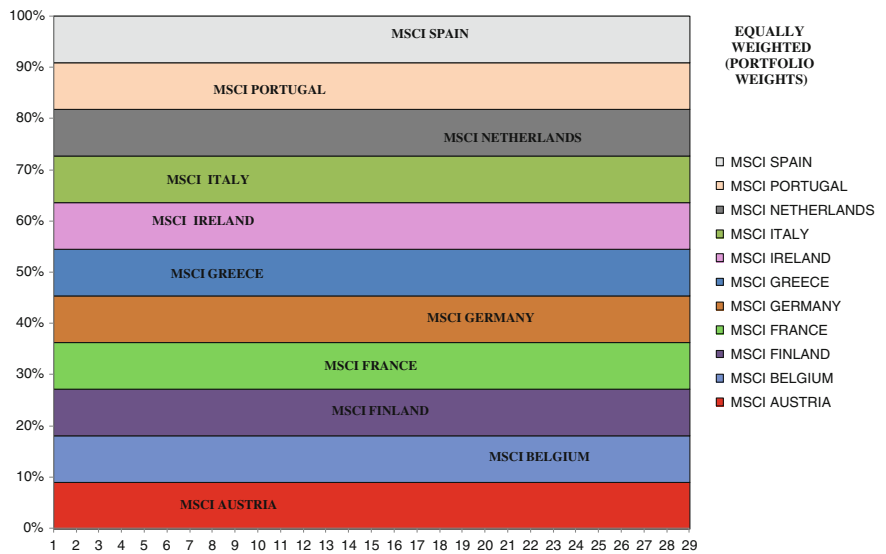 100%
90%
80%
70%
60%
50%
40%
30%
20%
10%
0%
MSCI SPAIN
MSCI PORTUGAL
MSCI NETHERLANDS
MSCI ITALY
MSCI IRELAND
MSCI GREECE
MSCI GERMANY
MSCI FRANCE
MSCI FINLAND
MSCI BELGIUM
MSCI AUSTRIA
1 2 3 4 5 6 7 8 9 10 11 12 13 14 15 16 17 18 19 20 21 22 23 24 25 26 27 28 29
EQUALLY
WEIGHTED
(PORTFOLIO
WEIGHTS)
MSCI SPAIN
MSCI PORTUGAL
MSCI NETHERLANDS
MSCI ITALY
MSCI IRELAND
MSCI GREECE
MSCI GERMANY
MSCI FRANCE
MSCI FINLAND
MSCI BELGIUM
MSCI AUSTRIA